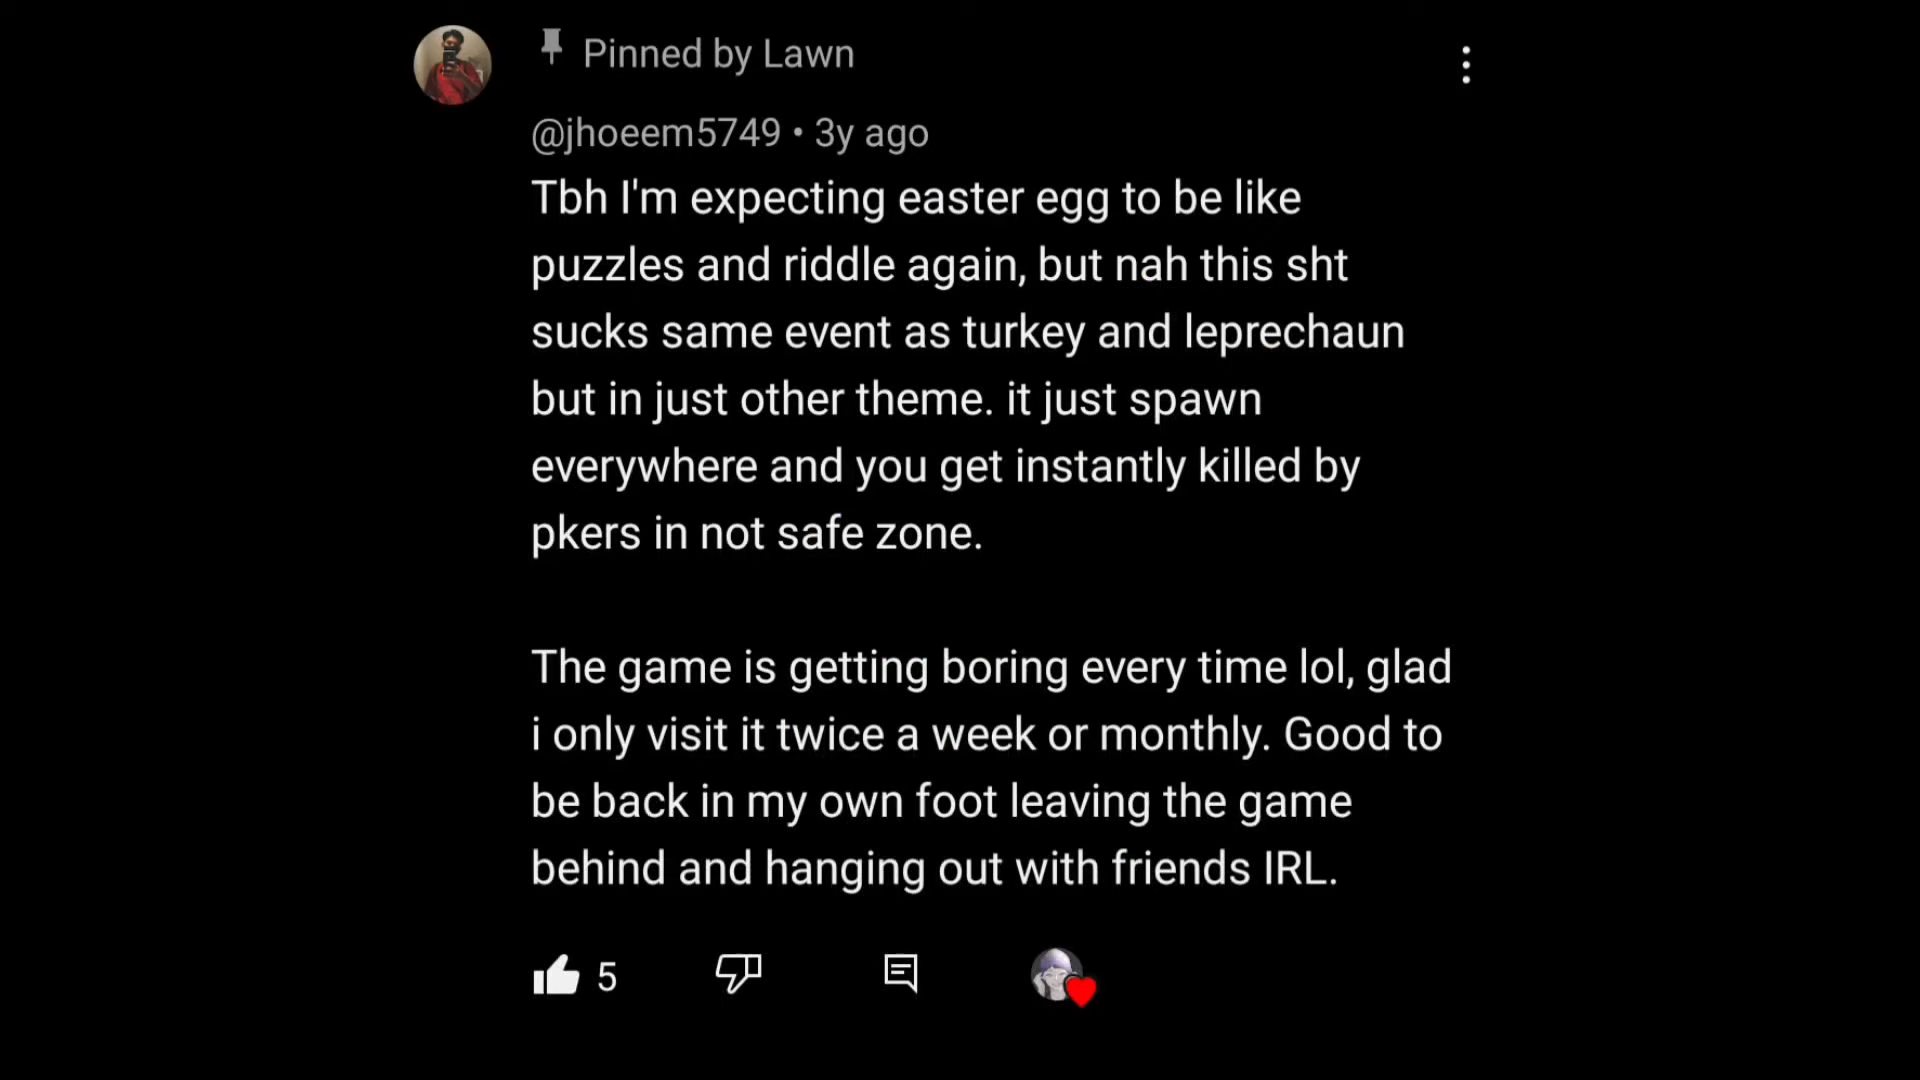 Pinned by Lawn
@jhoeem5749 • 3y ago
Tbh I'm expecting easter egg to be like
puzzles and riddle again, but nah this sht
sucks same event as turkey and leprechaun
but in just other theme. it just spawn
everywhere and you get instantly killed by
pkers in not safe zone.
The game is getting boring every time lol, glad
i only visit it twice a week or monthly. Good to
be back in my own foot leaving the game
behind and hanging out with friends IRL.
5